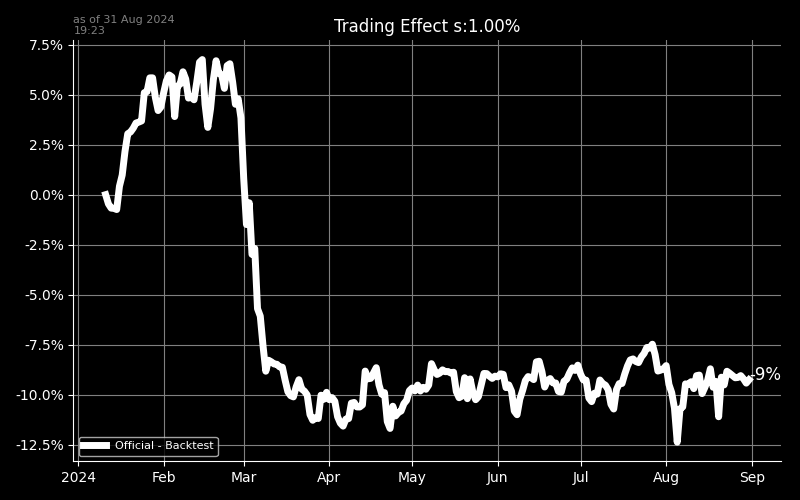 as of 31 Aug 2024
19:23
Trading Effect s:1.00%
7.5%
5.0%
2.5%
0.0%
-2.5%
-5.0%
-7.5%
-10.0%
-12.5%
-9%
Official - Backtest
2024 Feb Mar Apr May Jun Jul Aug Sep